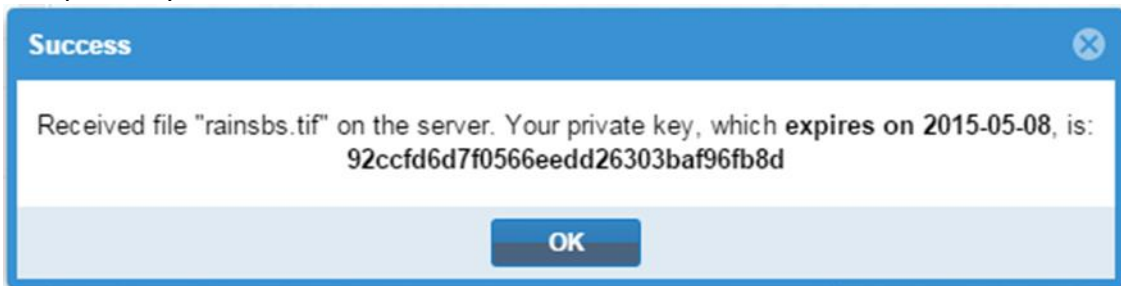 Success
Received file "rainsbs.tif" on the server. Your private key, which expires on 2015-05-08, is:
92ccfd6d7f0566eedd26303baf96fb8d
OK